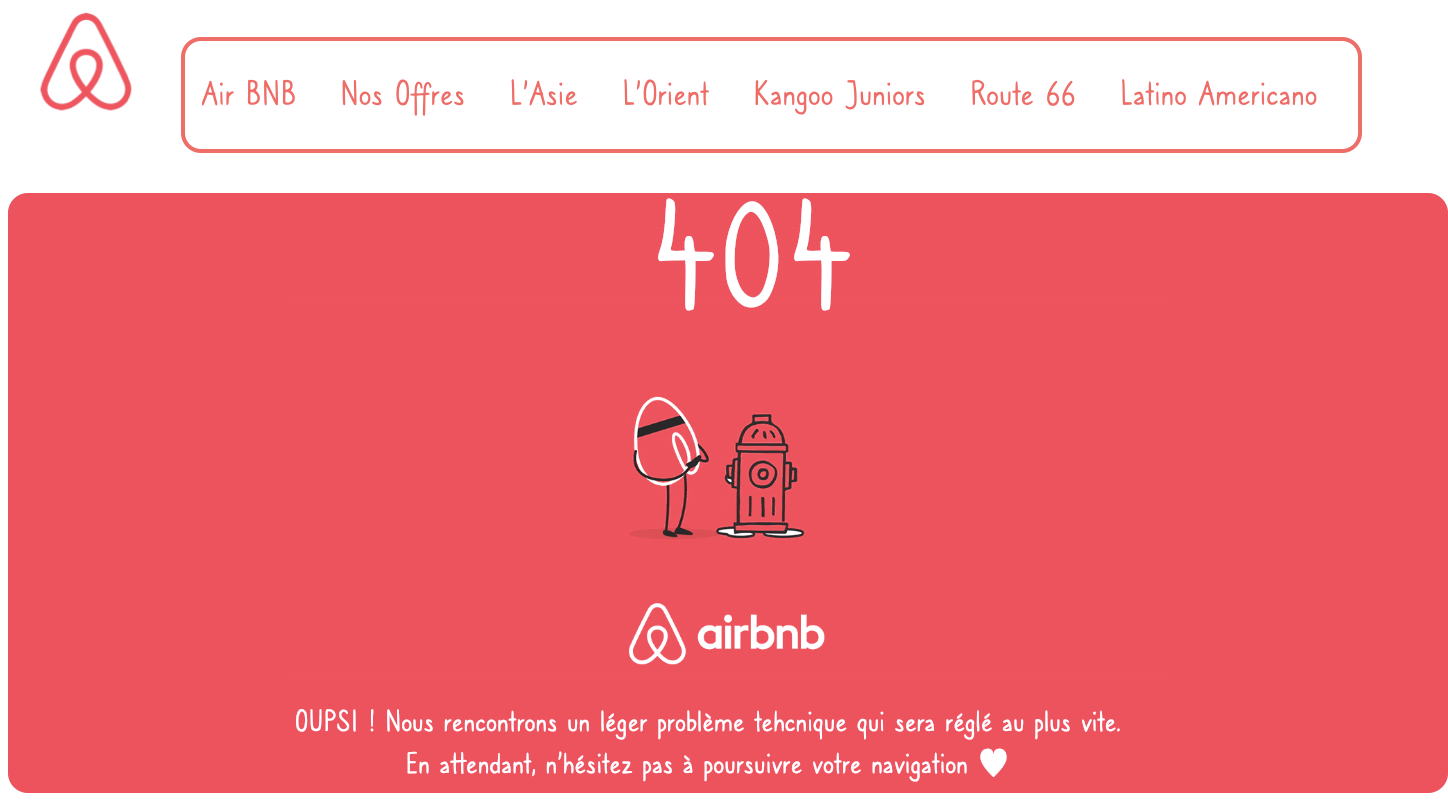 Air BNB Nos Offres L'Asie L'Orient Kangoo Juniors Route 66 Latino Americano
404
airbnb
OUPSI ! Nous rencontrons un léger problème tehcnique qui sera réglé au plus vite.
En attendant, n'hésitez pas à poursuivre votre navigation ♥